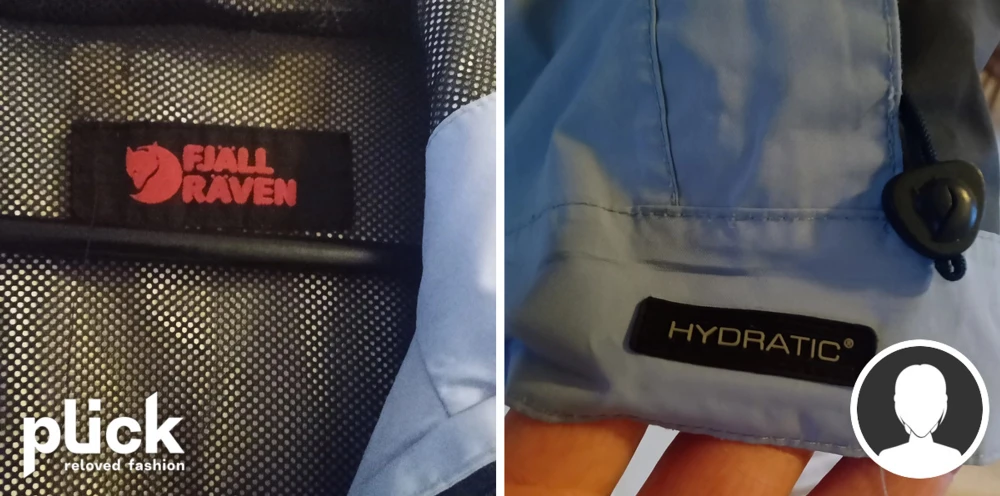 FJÄLL
RÄVEN
plick
reloved fashion
HYDRATIC®